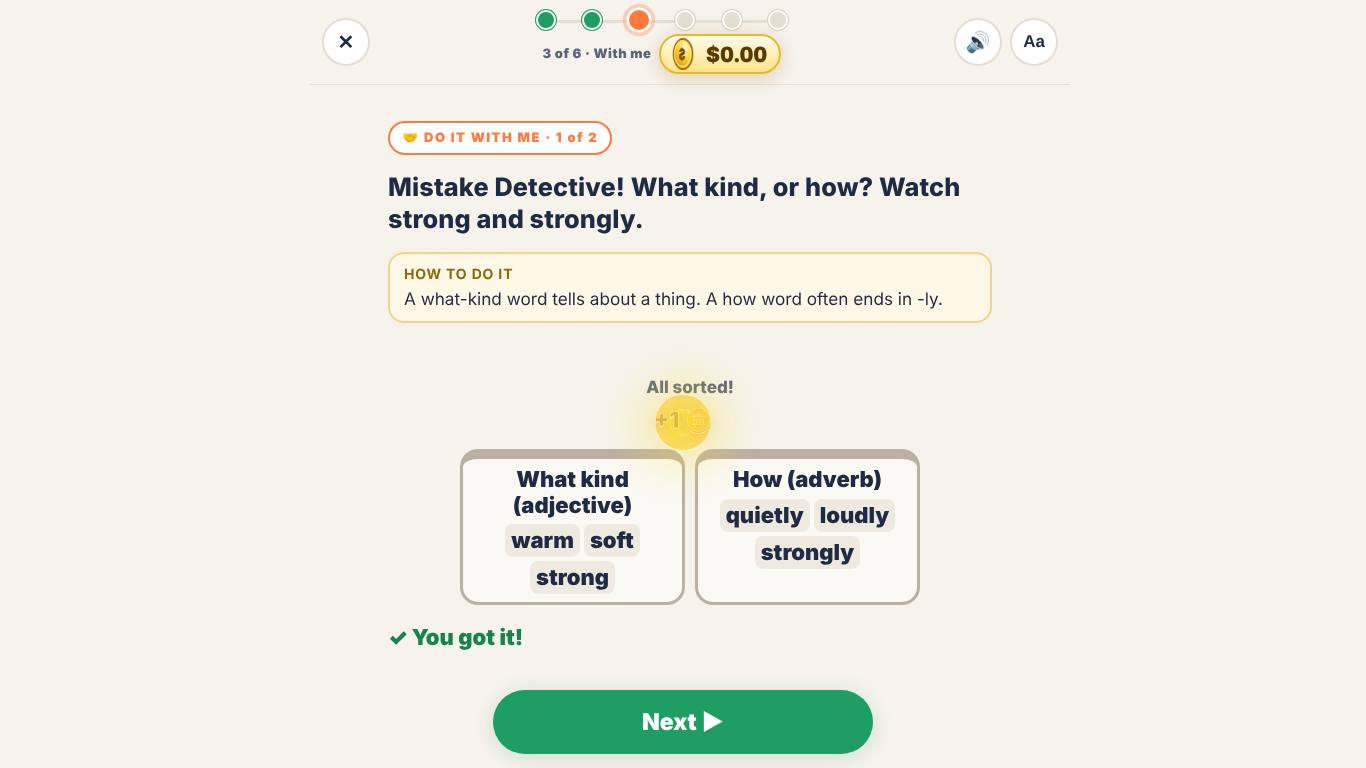 3 of 6 · With me
$0.00
Aa
DO IT WITH ME · 1 of 2
Mistake Detective! What kind, or how? Watch
strong and strongly.
HOW TO DO IT
A what-kind word tells about a thing. A how word often ends in -ly.
All sorted!
+1
What kind
(adjective)
warm soft
strong
How (adverb)
quietly loudly
strongly
✓ You got it!
Next ▶